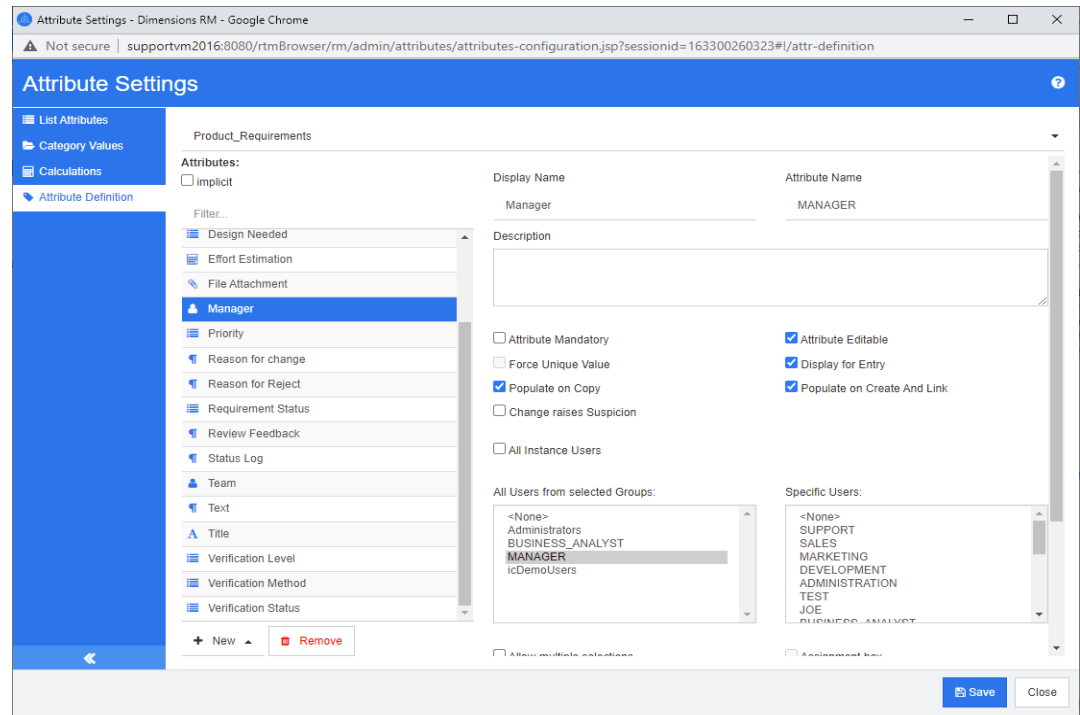 Attribute Settings - Dimensions RM - Google Chrome
Not secure | supportvm2016:8080/rtmBrowser/rm/admin/attributes/attributes-configuration.jsp?sessionid=163300260323#!/attr-definition
Attribute Settings
List Attributes
Category Values
Calculations
Attribute Definition
Product_Requirements
Attributes:
implicit
Filter...
Design Needed
Effort Estimation
File Attachment
Manager
Priority
Reason for change
Reason for Reject
Requirement Status
Review Feedback
Status Log
Team
Text
Title
Verification Level
Verification Method
Verification Status
New
Remove
Display Name
Attribute Name
Manager
MANAGER
Description
Attribute Mandatory
Attribute Editable
Force Unique Value
Display for Entry
Populate on Copy
Populate on Create And Link
Change raises Suspicion
All Instance Users
All Users from selected Groups:
<None>
Administrators
BUSINESS_ANALYST
MANAGER
icDemoUsers
Specific Users:
<None>
SUPPORT
SALES
MARKETING
DEVELOPMENT
ADMINISTRATION
TEST
JOE
BUSINESS_ANALYST
Allow multiple selections
Assignment box
Save
Close